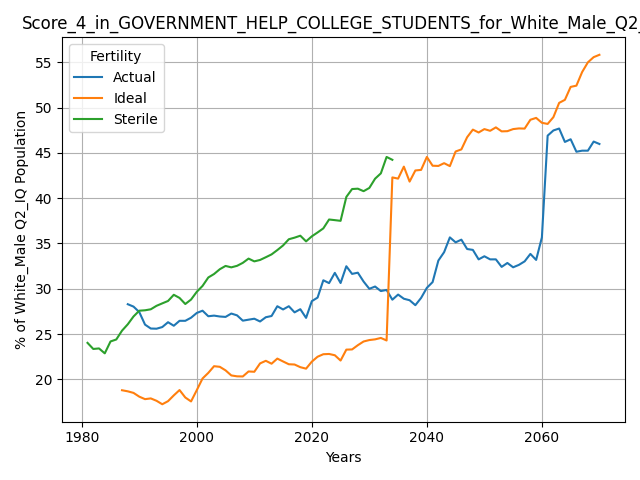 Score_4_in_GOVERNMENT_HELP_COLLEGE_STUDENTS_for_White_Male_Q2_
Fertility
Actual
Ideal
Sterile
% of White_Male Q2_IQ Population
55
50
45
40
35
30
25
20
1980 2000 2020 2040 2060
Years